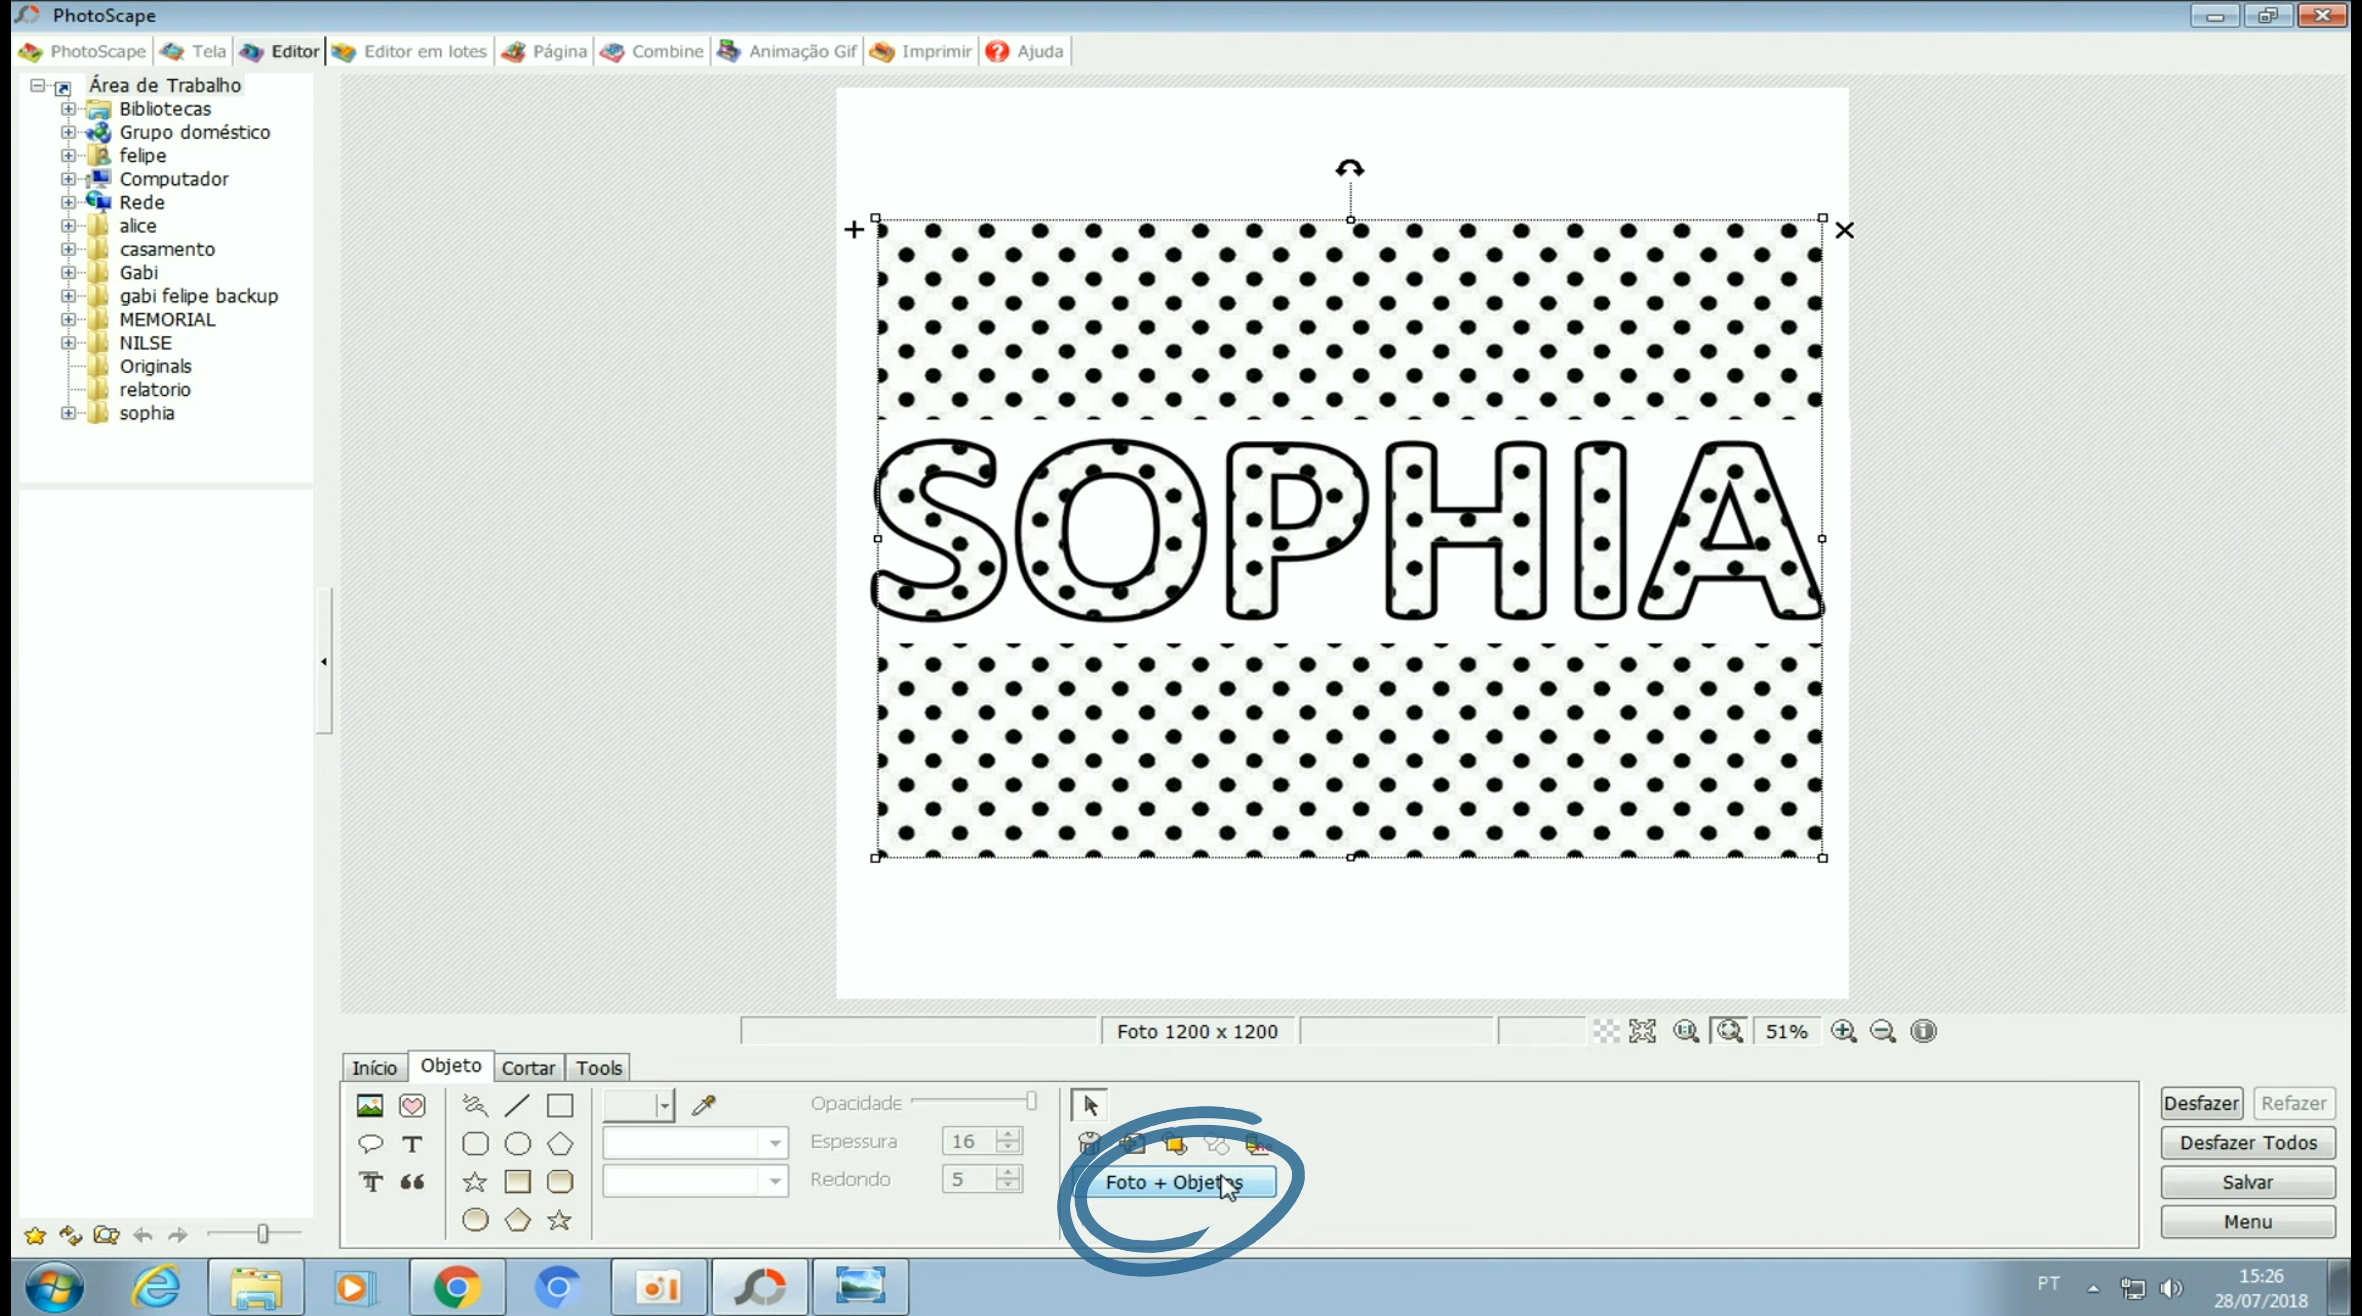 PhotoScape
PhotoScape Tela Editor Editor em lotes Página Combine Animação Gif Imprimir Ajuda
Área de Trabalho
Bibliotecas
Grupo doméstico
felipe
Computador
Rede
alice
casamento
Gabi
gabi felipe backup
MEMORIAL
NILSE
Originals
relatorio
sophia
SOPHIA
Foto 1200 x 1200
51%
Início Objeto Cortar Tools
Opacidade
Espessura 16
Redondo 5
Foto + Objetos
Desfazer Refazer
Desfazer Todos
Salvar
Menu
PT
15:26
28/07/2018